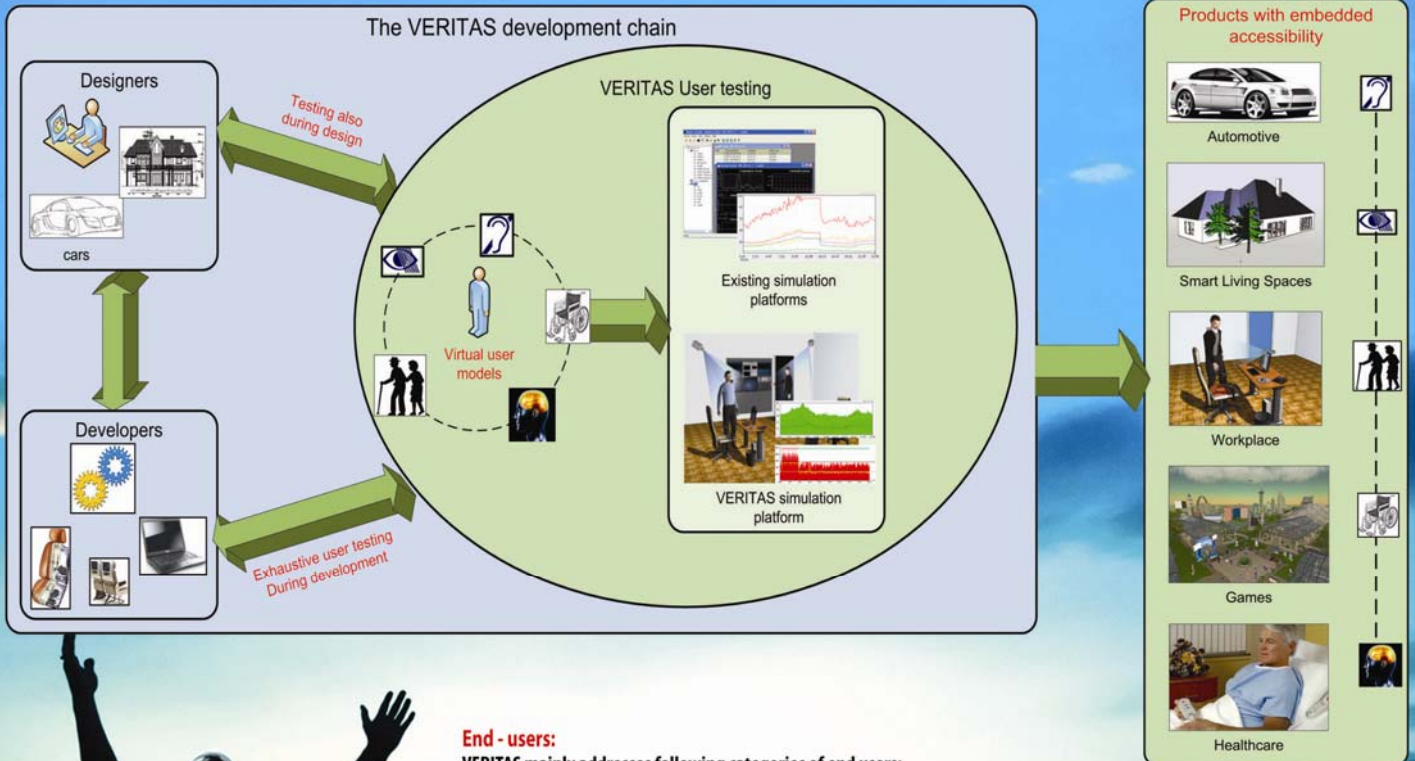 The VERITAS development chain
Designers
cars
Testing also
during design
Developers
Exhaustive user testing
During development
VERITAS User testing
Virtual user
models
Existing simulation
platforms
VERITAS simulation
platform
Products with embedded
accessibility
Automotive
Smart Living Spaces
Workplace
Games
Healthcare
End - users:
VERITAS mainly addresses following categories of end users: